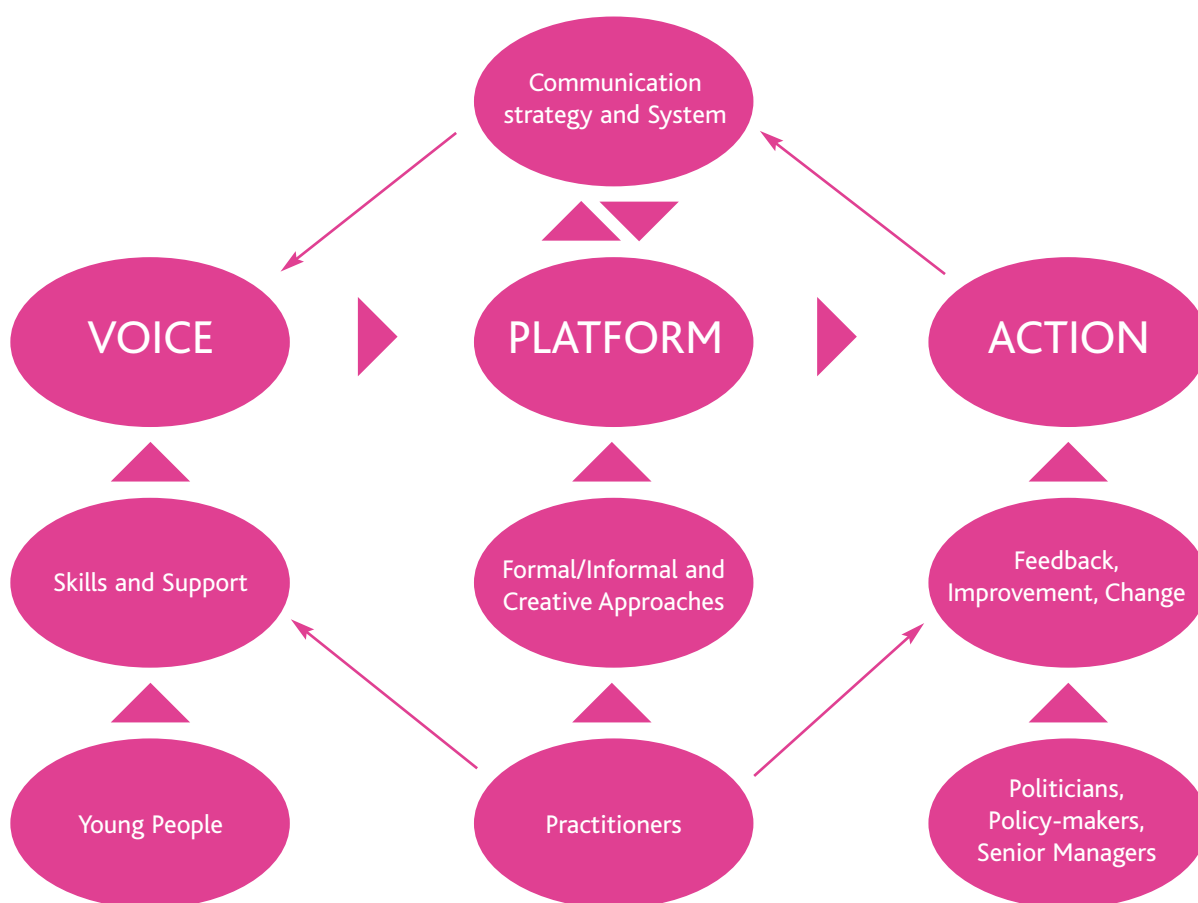 Communication
strategy and System
VOICE
PLATFORM
ACTION
Skills and Support
Formal/Informal and
Creative Approaches
Feedback,
Improvement, Change
Young People
Practitioners
Politicians,
Policy-makers,
Senior Managers